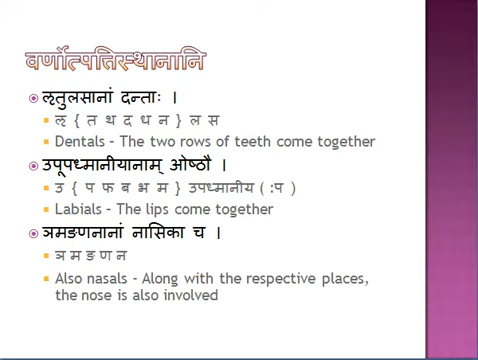 वर्णोत्पत्तिस्थानानि
ऌतुलसानां दन्ताः ।
ऌ { त थ द ध न } ल स
Dentals – The two rows of teeth come together
उपूपध्मानीयानाम् ओष्ठौ ।
उ { प फ ब भ म } उपध्मानीय ( :प )
Labials – The lips come together
ञमङणनानां नासिका च ।
ञ म ङ ण न
Also nasals - Along with the respective places,
the nose is also involved